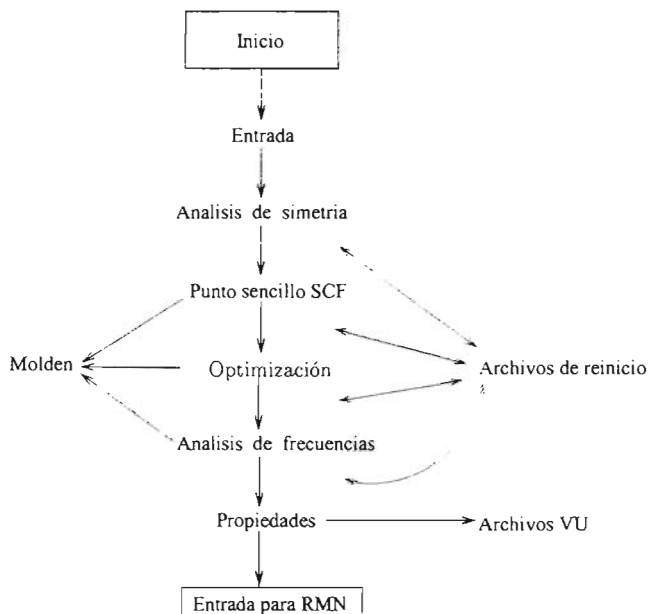 Inicio
Entrada
Analisis de simetria
Punto sencillo SCF
Molden
Optimización
Archivos de reinicio
Analisis de frecuencias
Propiedades
Archivos VU
Entrada para RMN